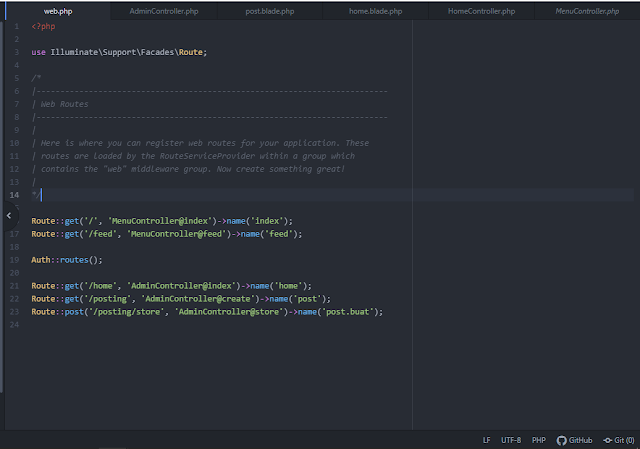 web.php AdminController.php post.blade.php home.blade.php HomeController.php MenuController.php
1 <?php
2
3 use Illuminate\Support\Facades\Route;
4
5 /*
6 |--------------------------------------------------------------------------
7 | Web Routes
8 |--------------------------------------------------------------------------
9 |
10 | Here is where you can register web routes for your application. These
11 | routes are loaded by the RouteServiceProvider within a group which
12 | contains the "web" middleware group. Now create something great!
13 |
14 */
Route::get('/', 'MenuController@index')->name('index');
17 Route::get('/feed', 'MenuController@feed')->name('feed');
18
19 Auth::routes();
20
21 Route::get('/home', 'AdminController@index')->name('home');
22 Route::get('/posting', 'AdminController@create')->name('post');
23 Route::post('/posting/store', 'AdminController@store')->name('post.buat');
24
LF UTF-8 PHP GitHub Git (0)